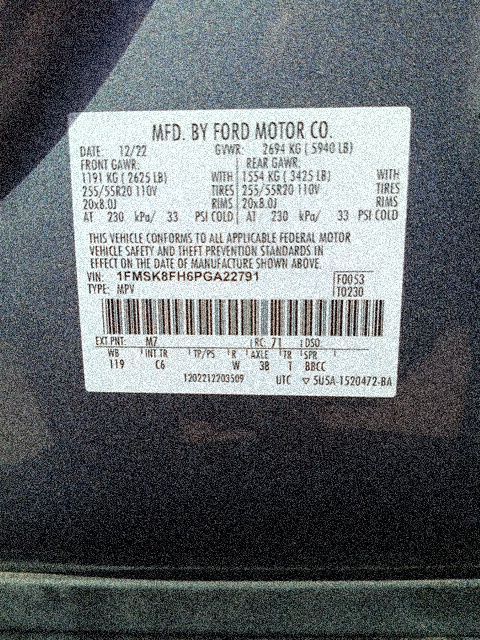 MFD. BY FORD MOTOR CO.
DATE: 12/22 GVWR: 2694 KG ( 5940 LB)
FRONT GAWR: REAR GAWR:
1191 KG ( 2625 LB) WITH 1554 KG ( 3425 LB) WITH
255/55R20 110V TIRES 255/55R20 110V TIRES
20x8.0J RIMS 20x8.0J RIMS
AT 230 kPa/ 33 PSI COLD AT 230 kPa/ 33 PSI COLD
THIS VEHICLE CONFORMS TO ALL APPLICABLE FEDERAL MOTOR
VEHICLE SAFETY AND THEFT PREVENTION STANDARDS IN
EFFECT ON THE DATE OF MANUFACTURE SHOWN ABOVE.
VIN: 1FMSK8FH6PGA22791 F0053
TYPE: MPV T0230
EXT PNT: M7 RC: 71 DSO:
WB INT TR TP/PS R AXLE TR SPR
119 C6 W 3B T BBCC
1202212203509 UTC ▽ 5USA-1520472-BA